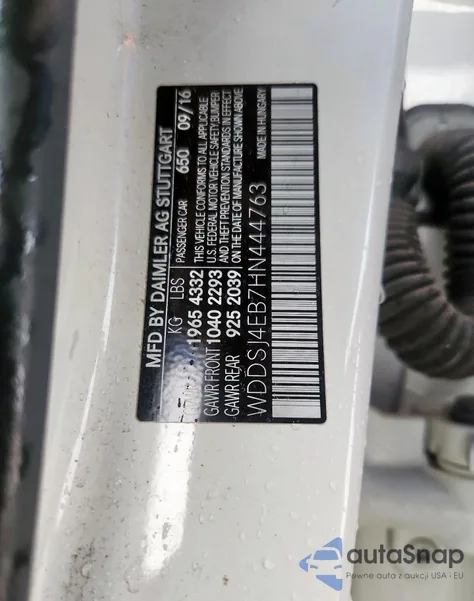 MFD BY DAIMLER AG STUTTGART
KG LBS PASSENGER CAR 650 09/16
1965 4332 THIS VEHICLE CONFORMS TO ALL APPLICABLE
GAWR FRONT 1040 2293 U.S. FEDERAL MOTOR VEHICLE SAFETY, BUMPER
AND THEFT PREVENTION STANDARDS IN EFFECT
GAWR REAR 925 2039 ON THE DATE OF MANUFACTURE SHOWN ABOVE
WDDSJ4EB7HN444763 MADE IN HUNGARY
autoSnap
Pewne auta z aukcji USA i EU